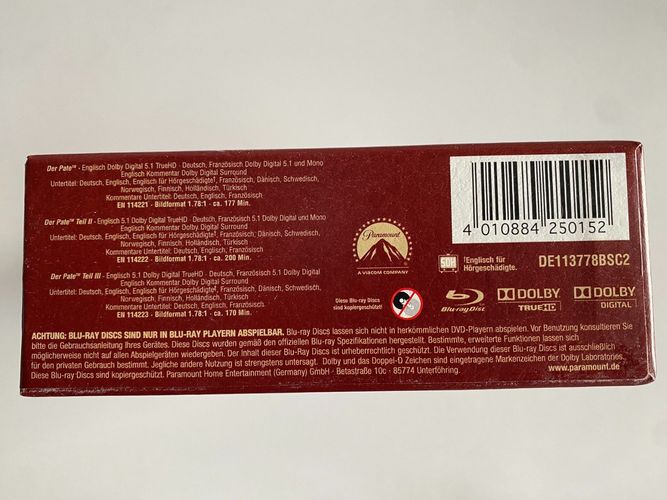 Der Pate™ - Englisch Dolby Digital 5.1 TrueHD - Deutsch, Französisch Dolby Digital 5.1 und Mono
Englisch Kommentar Dolby Digital Surround
Untertitel: Deutsch, Englisch, Englisch für Hörgeschädigte†, Französisch, Dänisch, Schwedisch,
Norwegisch, Finnisch, Holländisch, Türkisch
Kommentare Untertitel: Deutsch, Englisch, Französisch
EN 114221 - Bildformat 1.78:1 - ca. 177 Min.
Der Pate™ Teil II - Englisch 5.1 Dolby Digital TrueHD - Deutsch, Französisch 5.1 Dolby Digital und Mono
Englisch Kommentar Dolby Digital Surround
Untertitel: Deutsch, Englisch, Englisch für Hörgeschädigte†, Französisch; Dänisch, Schwedisch,
Norwegisch, Finnisch, Holländisch, Türkisch
Kommentare Untertitel: Deutsch, Englisch, Französisch
EN 114222 - Bildformat 1.78:1 - ca. 200 Min.
Der Pate™ Teil III - Englisch 5.1 Dolby Digital TrueHD - Deutsch, Französisch 5.1 Dolby Digital
Englisch Kommentar Dolby Digital Surround
Untertitel: Deutsch, Englisch, Englisch für Hörgeschädigte†, Französisch, Dänisch, Schwedisch,
Norwegisch, Finnisch, Holländisch, Türkisch
Kommentare Untertitel: Deutsch, Englisch, Französisch
EN 114223 - Bildformat 1.78:1 - ca. 170 Min.
Paramount
A VIACOM COMPANY
Diese Blu-ray Discs
sind kopiergeschützt!
4 010884 250152
DE113778BSC2
SDH
†Englisch für
Hörgeschädigte.
Blu-ray Disc
DOLBY
TRUEHD
DOLBY
DIGITAL
ACHTUNG: BLU-RAY DISCS SIND NUR IN BLU-RAY PLAYERN ABSPIELBAR. Blu-ray Discs lassen sich nicht in herkömmlichen DVD-Playern abspielen. Vor Benutzung konsultieren Sie
bitte die Gebrauchsanleitung Ihres Gerätes. Diese Discs wurden gemäß den offiziellen Blu-ray Spezifikationen hergestellt. Bestimmte, erweiterte Funktionen lassen sich
möglicherweise nicht auf allen Abspielgeräten wiedergeben. Der Inhalt dieser Blu-ray Discs ist urheberrechtlich geschützt. Die Verwendung dieser Blu-ray Discs ist ausschließlich
für den privaten Gebrauch bestimmt. Jegliche andere Nutzung ist strengstens untersagt. Dolby und das Doppel-D Zeichen sind eingetragene Markenzeichen der Dolby Laboratories.
Diese Blu-ray Discs sind kopiergeschützt. Paramount Home Entertainment (Germany) GmbH · Betastraße 10c · 85774 Unterföhring.
www.paramount.de